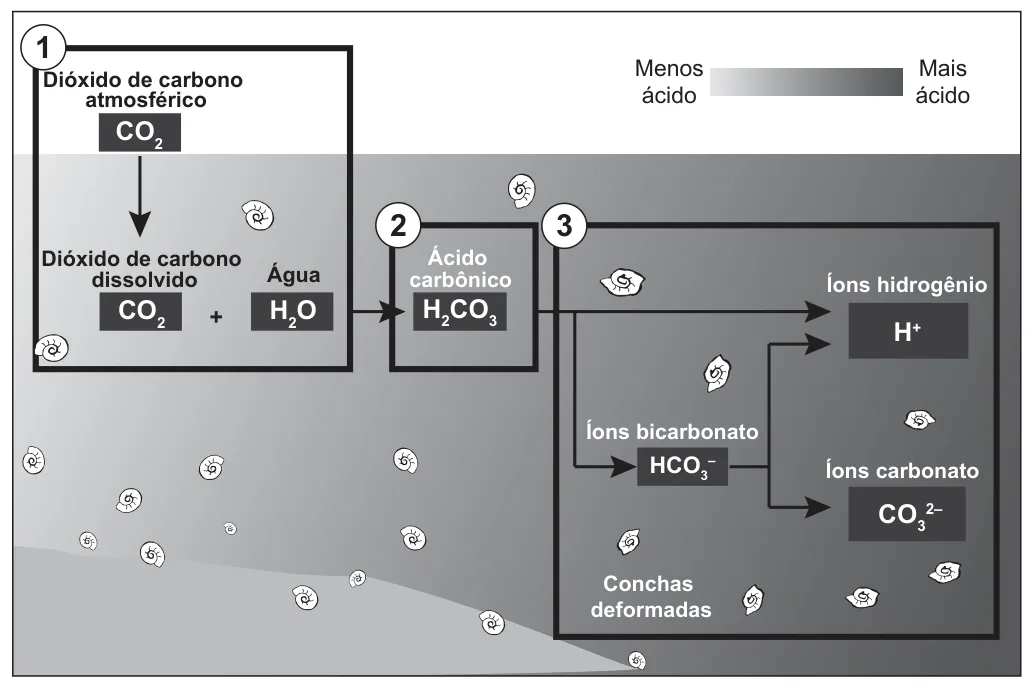 1
Dióxido de carbono
atmosférico
CO₂
Menos
ácido
Mais
ácido
Dióxido de carbono
dissolvido
CO₂
+
Água
H₂O
2
Ácido
carbônico
H₂CO₃
3
Íons hidrogênio
H⁺
Íons bicarbonato
HCO₃⁻
Íons carbonato
CO₃²⁻
Conchas
deformadas